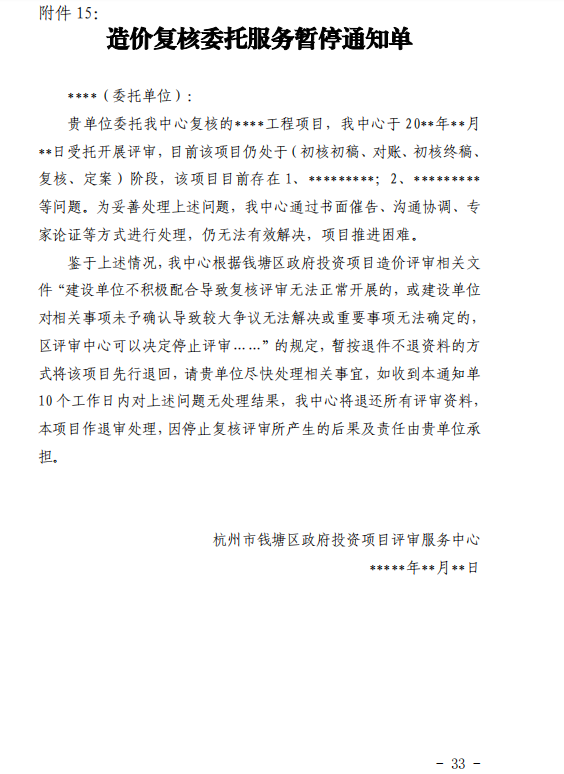 附件 15：
造价复核委托服务暂停通知单
****（委托单位）：
贵单位委托我中心复核的****工程项目，我中心于 20**年**月
**日受托开展评审，目前该项目仍处于（初核初稿、对账、初核终稿、
复核、定案）阶段，该项目目前存在 1、*********；2、*********
等问题。为妥善处理上述问题，我中心通过书面催告、沟通协调、专
家论证等方式进行处理，仍无法有效解决，项目推进困难。
鉴于上述情况，我中心根据钱塘区政府投资项目造价评审相关文
件“建设单位不积极配合导致复核评审无法正常开展的，或建设单位
对相关事项未予确认导致较大争议无法解决或重要事项无法确定的，
区评审中心可以决定停止评审……”的规定，暂按退件不退资料的方
式将该项目先行退回，请贵单位尽快处理相关事宜，如收到本通知单
10 个工作日内对上述问题无处理结果，我中心将退还所有评审资料，
本项目作退审处理，因停止复核评审所产生的后果及责任由贵单位承
担。
杭州市钱塘区政府投资项目评审服务中心
*****年**月**日
- 33 -